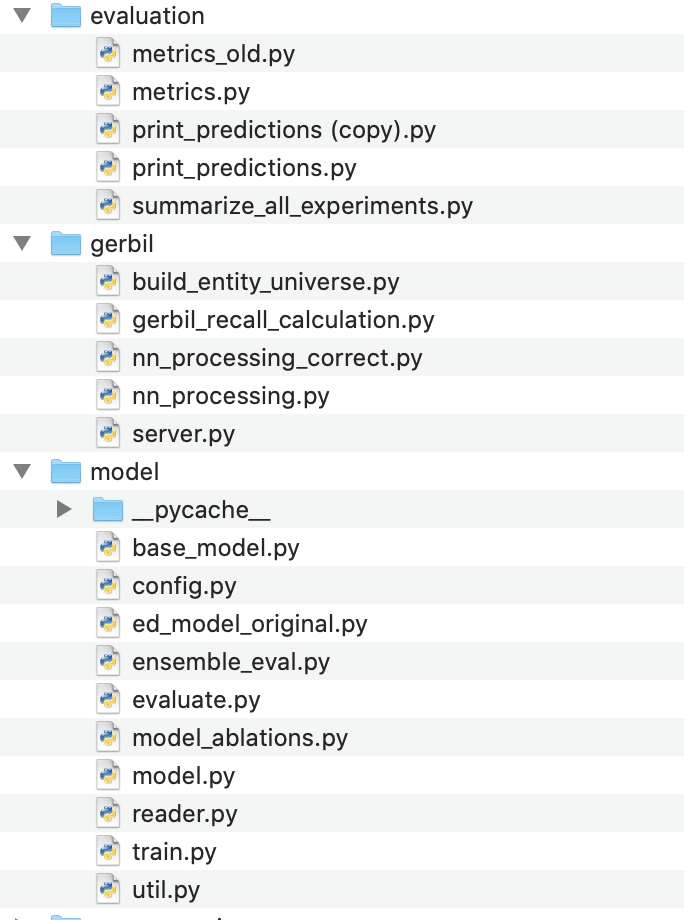 evaluation
metrics_old.py
metrics.py
print_predictions (copy).py
print_predictions.py
summarize_all_experiments.py
gerbil
build_entity_universe.py
gerbil_recall_calculation.py
nn_processing_correct.py
nn_processing.py
server.py
model
__pycache__
base_model.py
config.py
ed_model_original.py
ensemble_eval.py
evaluate.py
model_ablations.py
model.py
reader.py
train.py
util.py